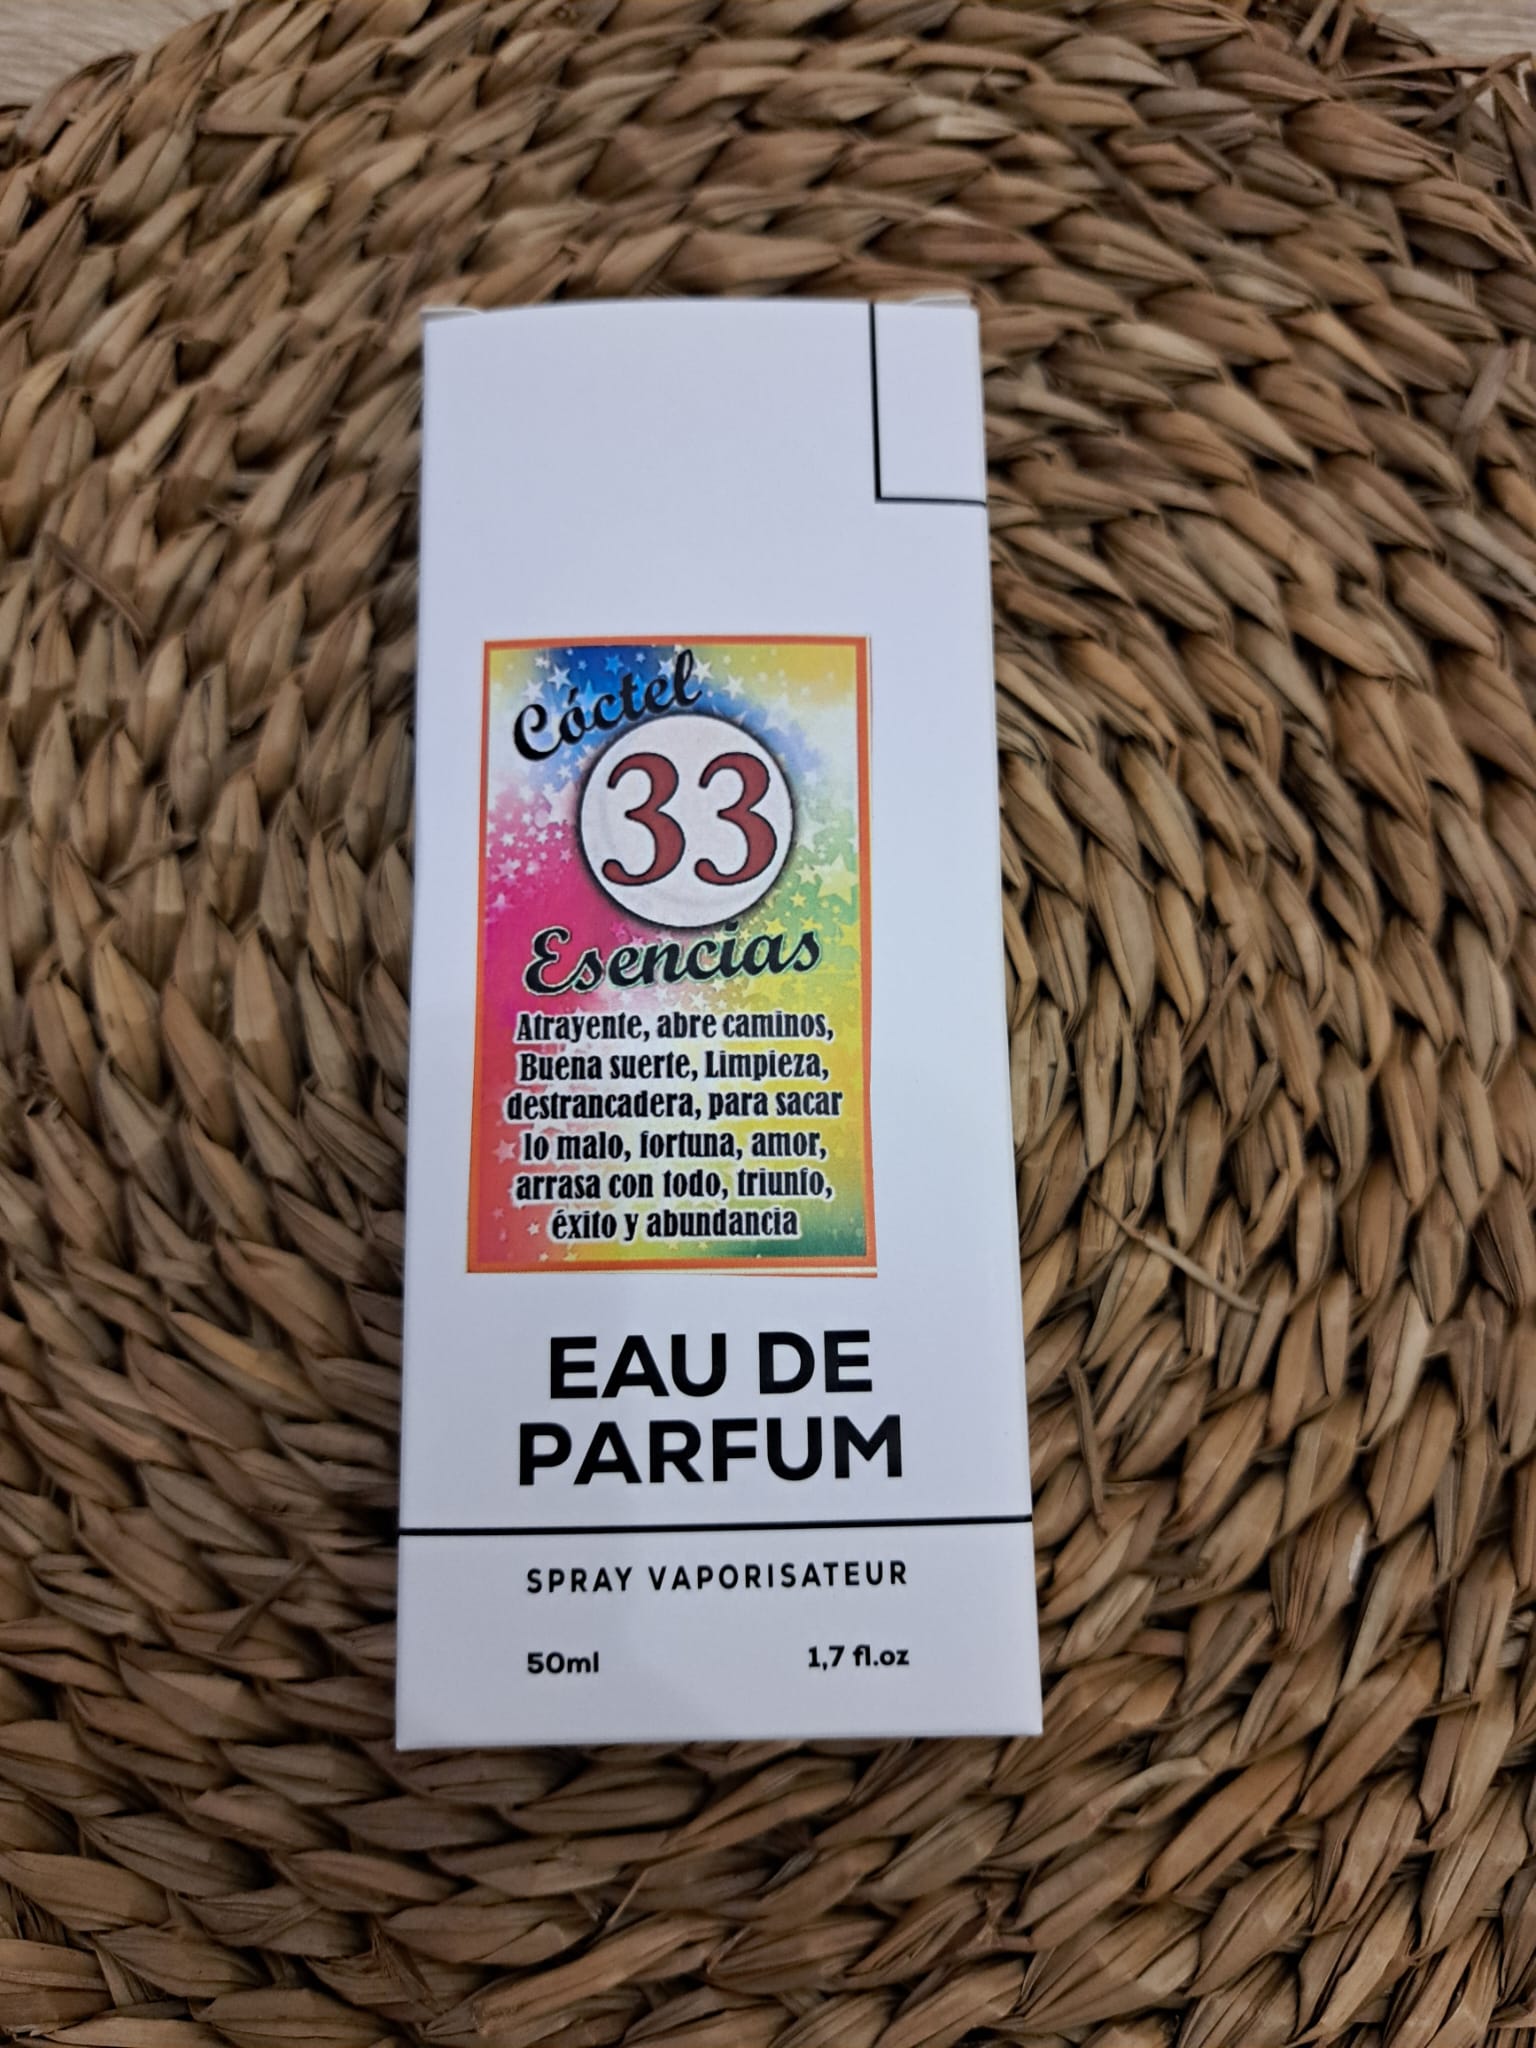 Cóctel
33
Esencias
Atrayente, abre caminos,
Buena suerte, Limpieza,
destrancadera, para sacar
lo malo, fortuna, amor,
arrasa con todo, triunfo,
éxito y abundancia
EAU DE
PARFUM
SPRAY VAPORISATEUR
50ml 1,7 fl.oz